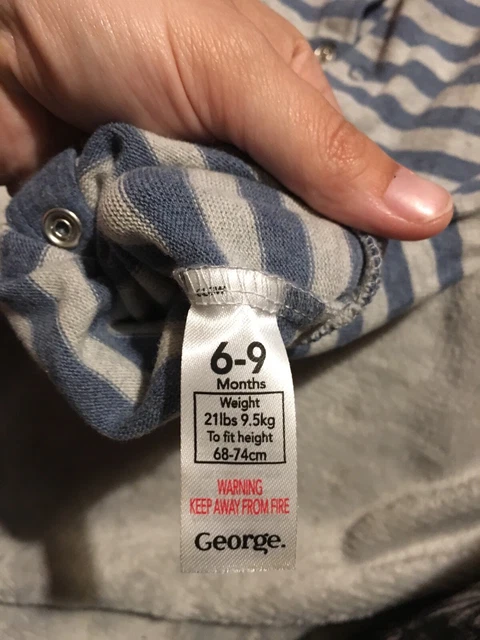 6-9
Months
Weight
21lbs 9.5kg
To fit height
68-74cm
WARNING
KEEP AWAY FROM FIRE
George.